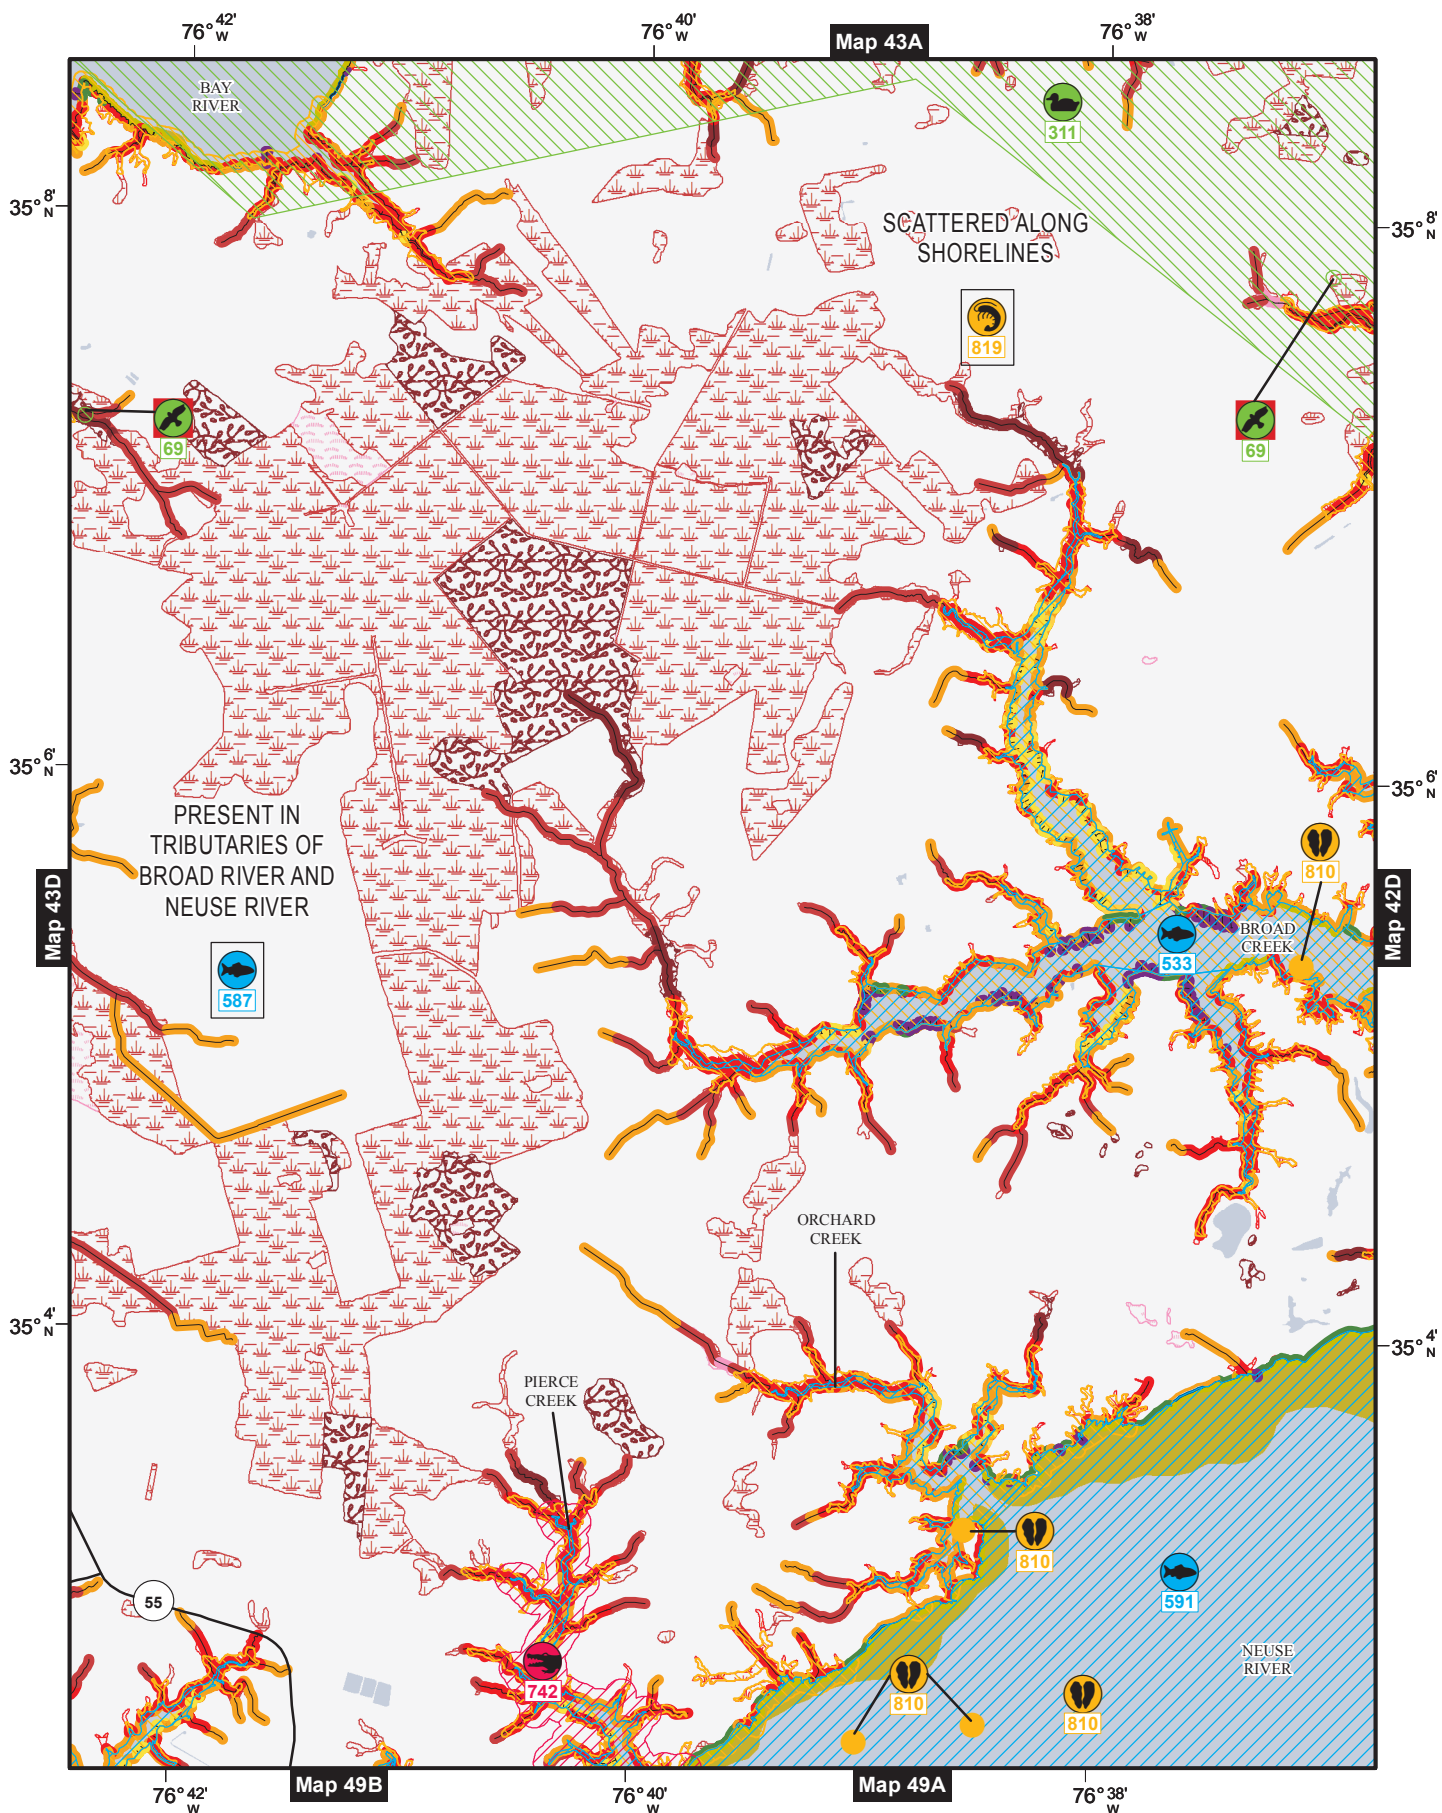 76° 42' W
76° 40' W
76° 38' W
Map 43A
BAY
RIVER
311
35° 8' N
35° 8' N
SCATTERED ALONG
SHORELINES
819
69
69
35° 6' N
35° 6' N
PRESENT IN
TRIBUTARIES OF
BROAD RIVER AND
NEUSE RIVER
587
Map 43D
Map 42D
810
533
BROAD
CREEK
ORCHARD
CREEK
35° 4' N
35° 4' N
PIERCE
CREEK
810
591
55
NEUSE
RIVER
742
810
810
Map 49B
Map 49A
76° 42' W
76° 40' W
76° 38' W